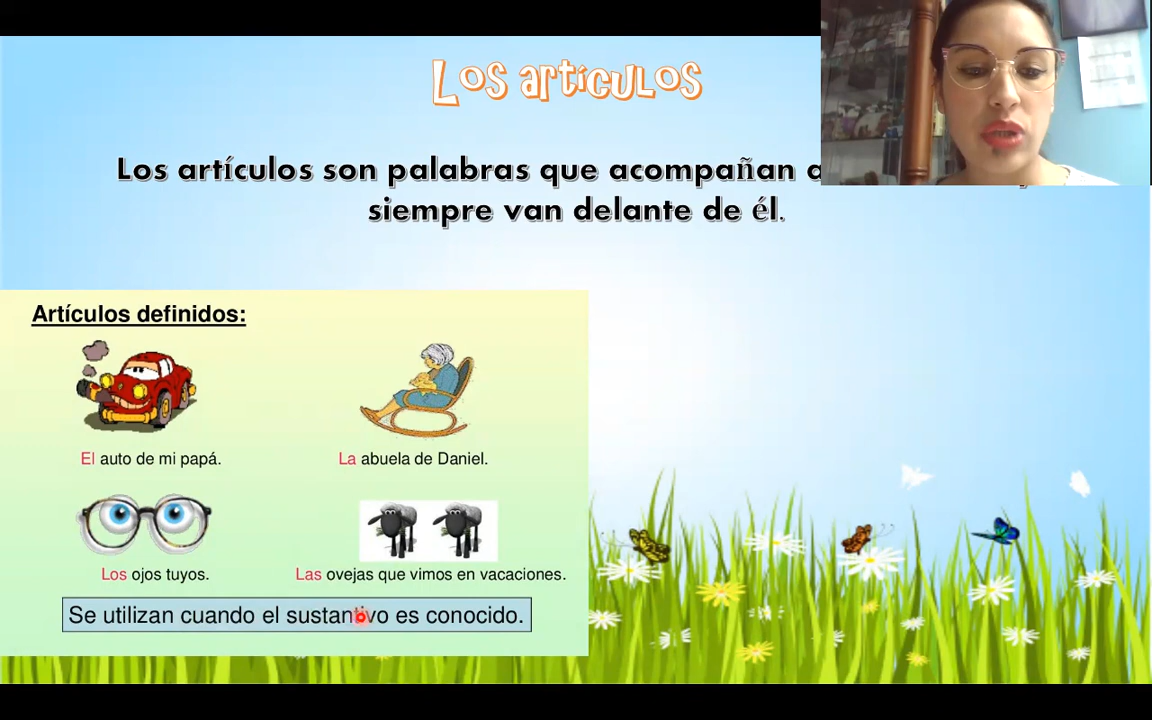 Los artículos
Los artículos son palabras que acompañan
siempre van delante de él.
Artículos definidos:
El auto de mi papá.
La abuela de Daniel.
Los ojos tuyos.
Las ovejas que vimos en vacaciones.
Se utilizan cuando el sustantivo es conocido.